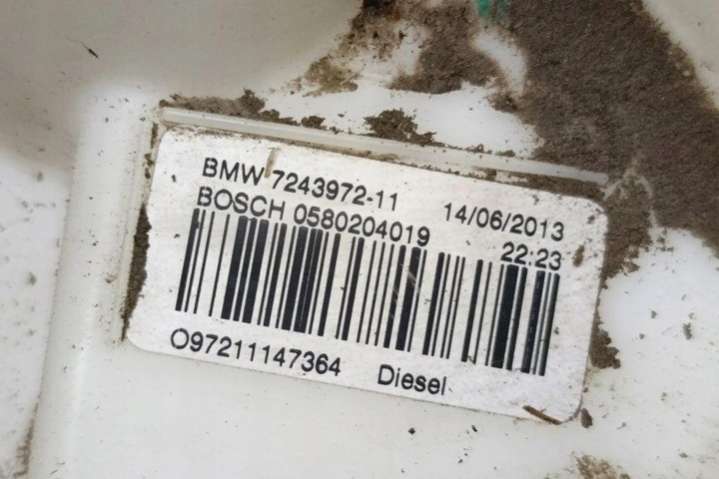 BMW 7243972-11 14/06/2013
BOSCH 0580204019 22:23
O97211147364 Diesel